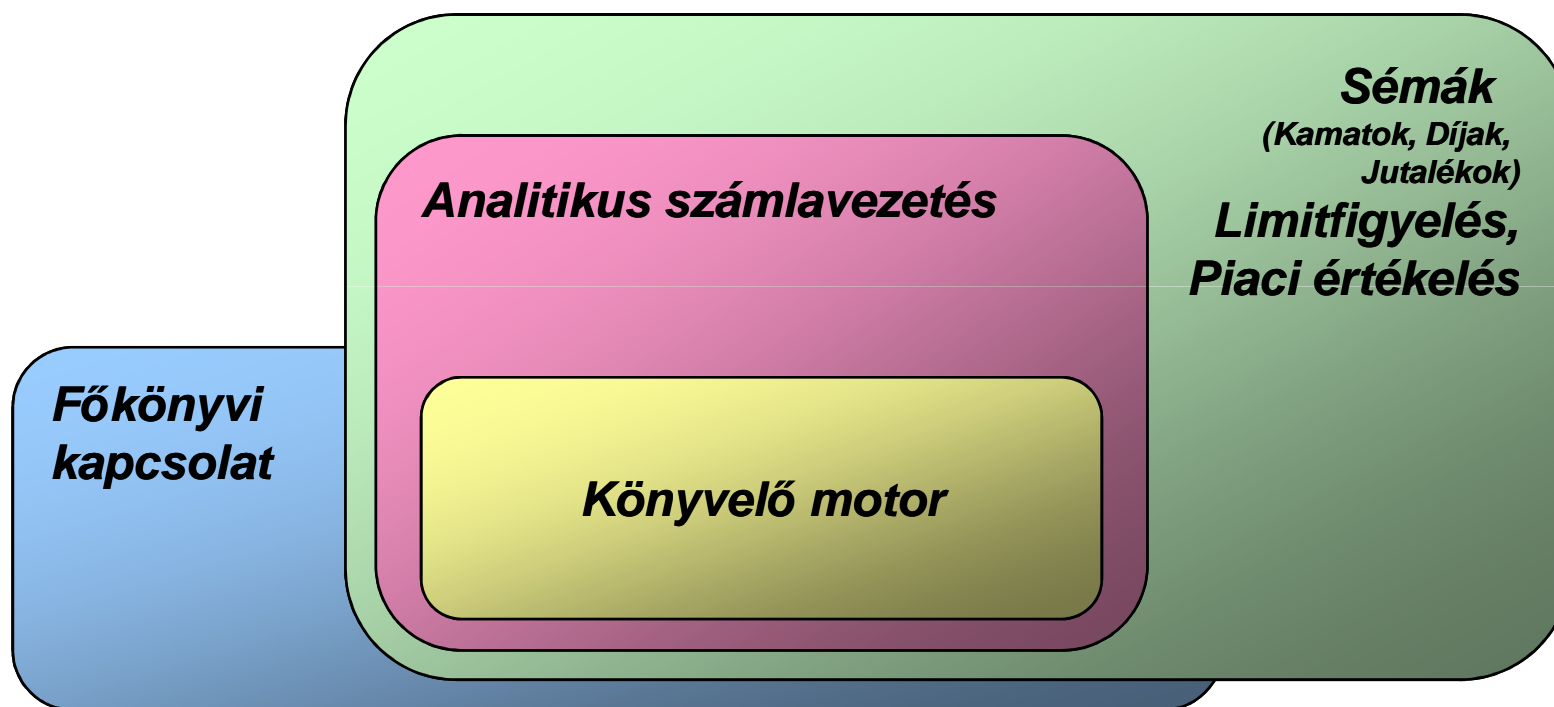 Sémák
(Kamatok, Díjak,
Jutalékok)
Limitfigyelés,
Piaci értékelés
Analitikus számlavezetés
Főkönyvi
kapcsolat
Könyvelő motor